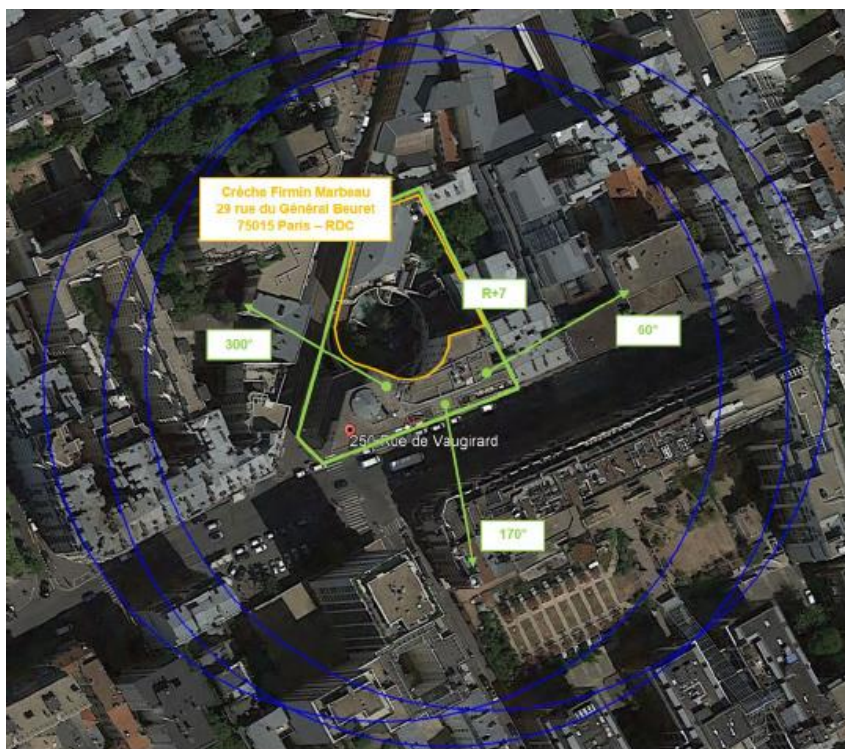 Crèche Firmin Marbeau
29 rue du Général Beuret
75015 Paris – RDC
R+7
300°
60°
250 Rue de Vaugirard
170°